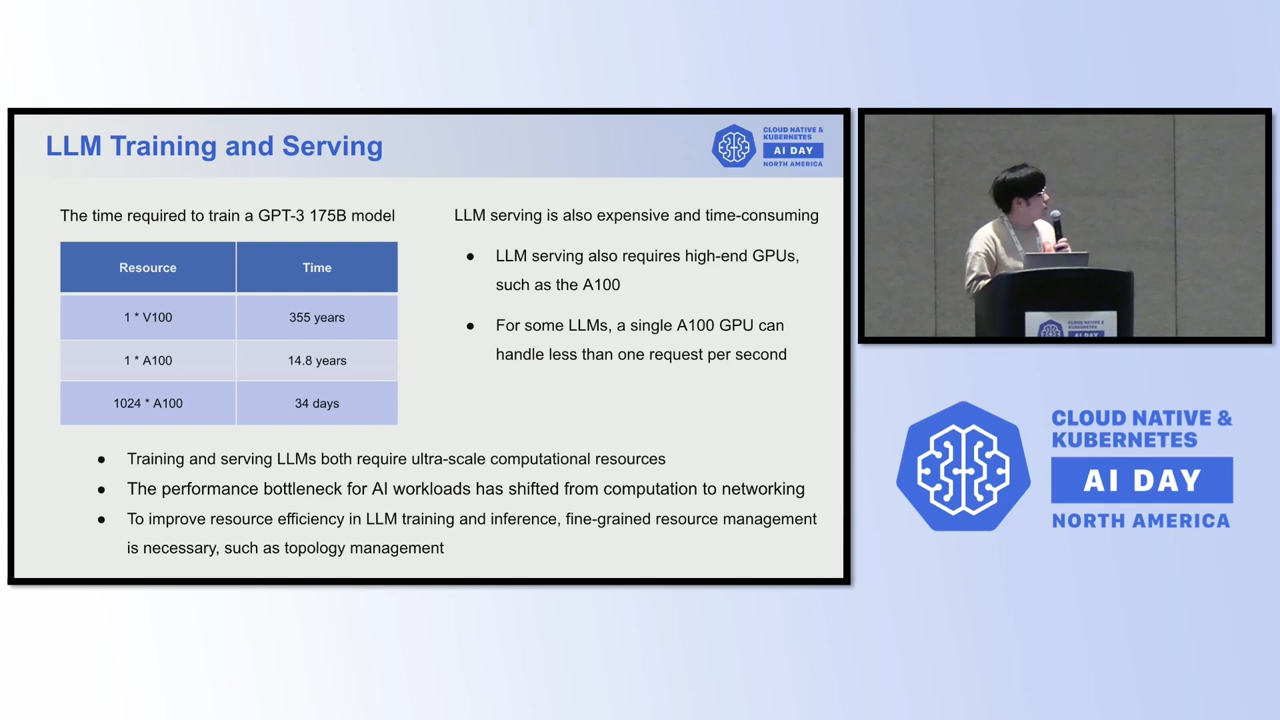 LLM Training and Serving
CLOUD NATIVE &
KUBERNETES
AI DAY
NORTH AMERICA
The time required to train a GPT-3 175B model
Resource Time
1 * V100 355 years
1 * A100 14.8 years
1024 * A100 34 days
LLM serving is also expensive and time-consuming
● LLM serving also requires high-end GPUs,
such as the A100
● For some LLMs, a single A100 GPU can
handle less than one request per second
● Training and serving LLMs both require ultra-scale computational resources
● The performance bottleneck for AI workloads has shifted from computation to networking
● To improve resource efficiency in LLM training and inference, fine-grained resource management
is necessary, such as topology management
CLOUD NATIVE &
KUBERNETES
AI DAY
CLOUD NATIVE &
KUBERNETES
AI DAY
NORTH AMERICA